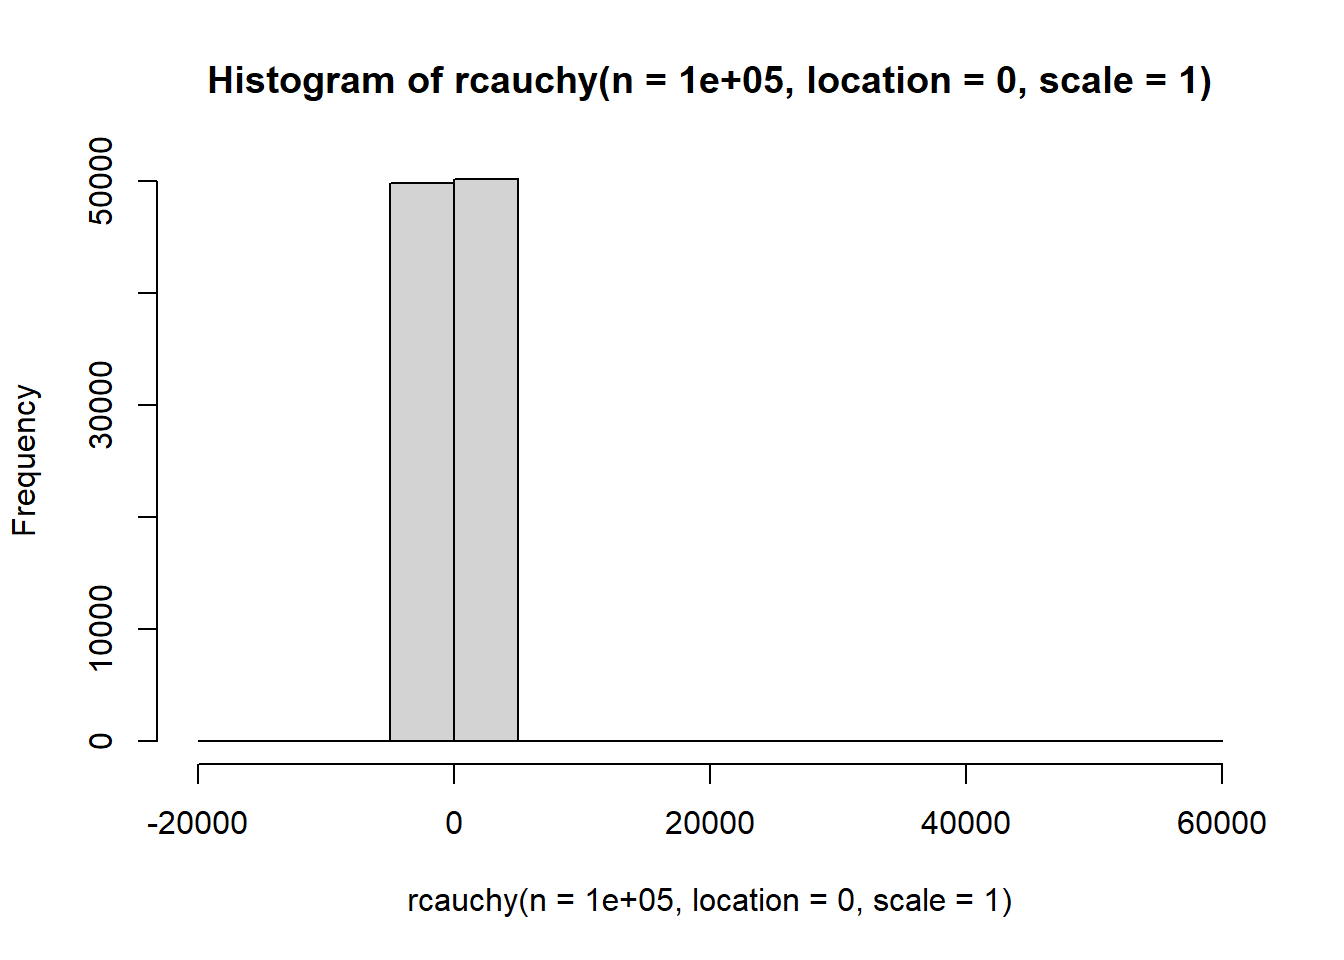 Histogram of rcauchy(n = 1e+05, location = 0, scale = 1)
Frequency
50000
30000
10000
0
-20000 0 20000 40000 60000
rcauchy(n = 1e+05, location = 0, scale = 1)